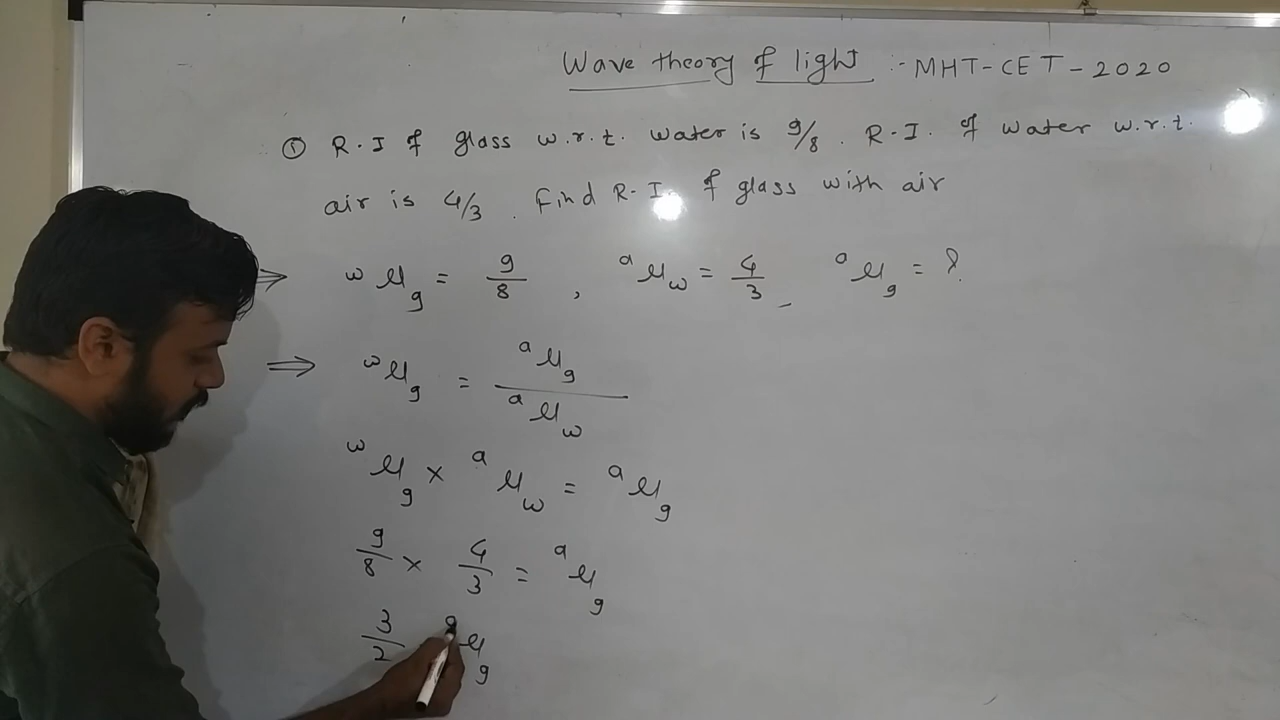 Wave theory of light :- MHT-CET-2020
① R.I of glass w.r.t. water is 9/8. R.I. of water w.r.t.
air is 4/3. Find R.I. of glass with air
⇒ ʷμ_g = 9/8 , ᵃμ_w = 4/3 , ᵃμ_g = ?
⇒ ʷμ_g = ᵃμ_g / ᵃμ_w
ʷμ_g × ᵃμ_w = ᵃμ_g
9/8 × 4/3 = ᵃμ_g
3/2 ᵃμ_g